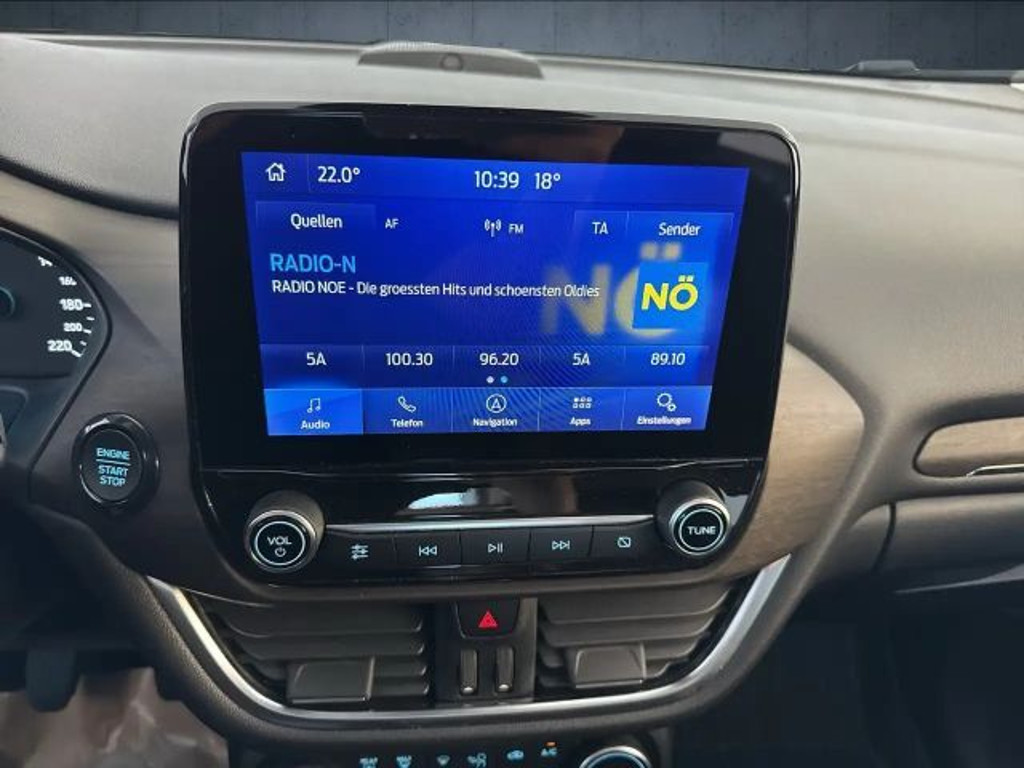 22.0° 10:39 18°
Quellen AF FM TA Sender
RADIO-N
RADIO NOE - Die groessten Hits und schoensten Oldies
NÖ
NÖ
5A 100.30 96.20 5A 89.10
Audio Telefon Navigation Apps Einstellungen
160
180
200
220
ENGINE
START
STOP
VOL
TUNE
A/C